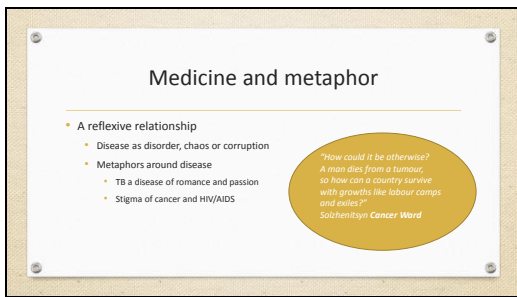 Medicine and metaphor
• A reflexive relationship
• Disease as disorder, chaos or corruption
• Metaphors around disease
• TB a disease of romance and passion
• Stigma of cancer and HIV/AIDS
"How could it be otherwise?
A man dies from a tumour,
so how can a country survive
with growths like labour camps
and exiles?"
Solzhenitsyn Cancer Ward